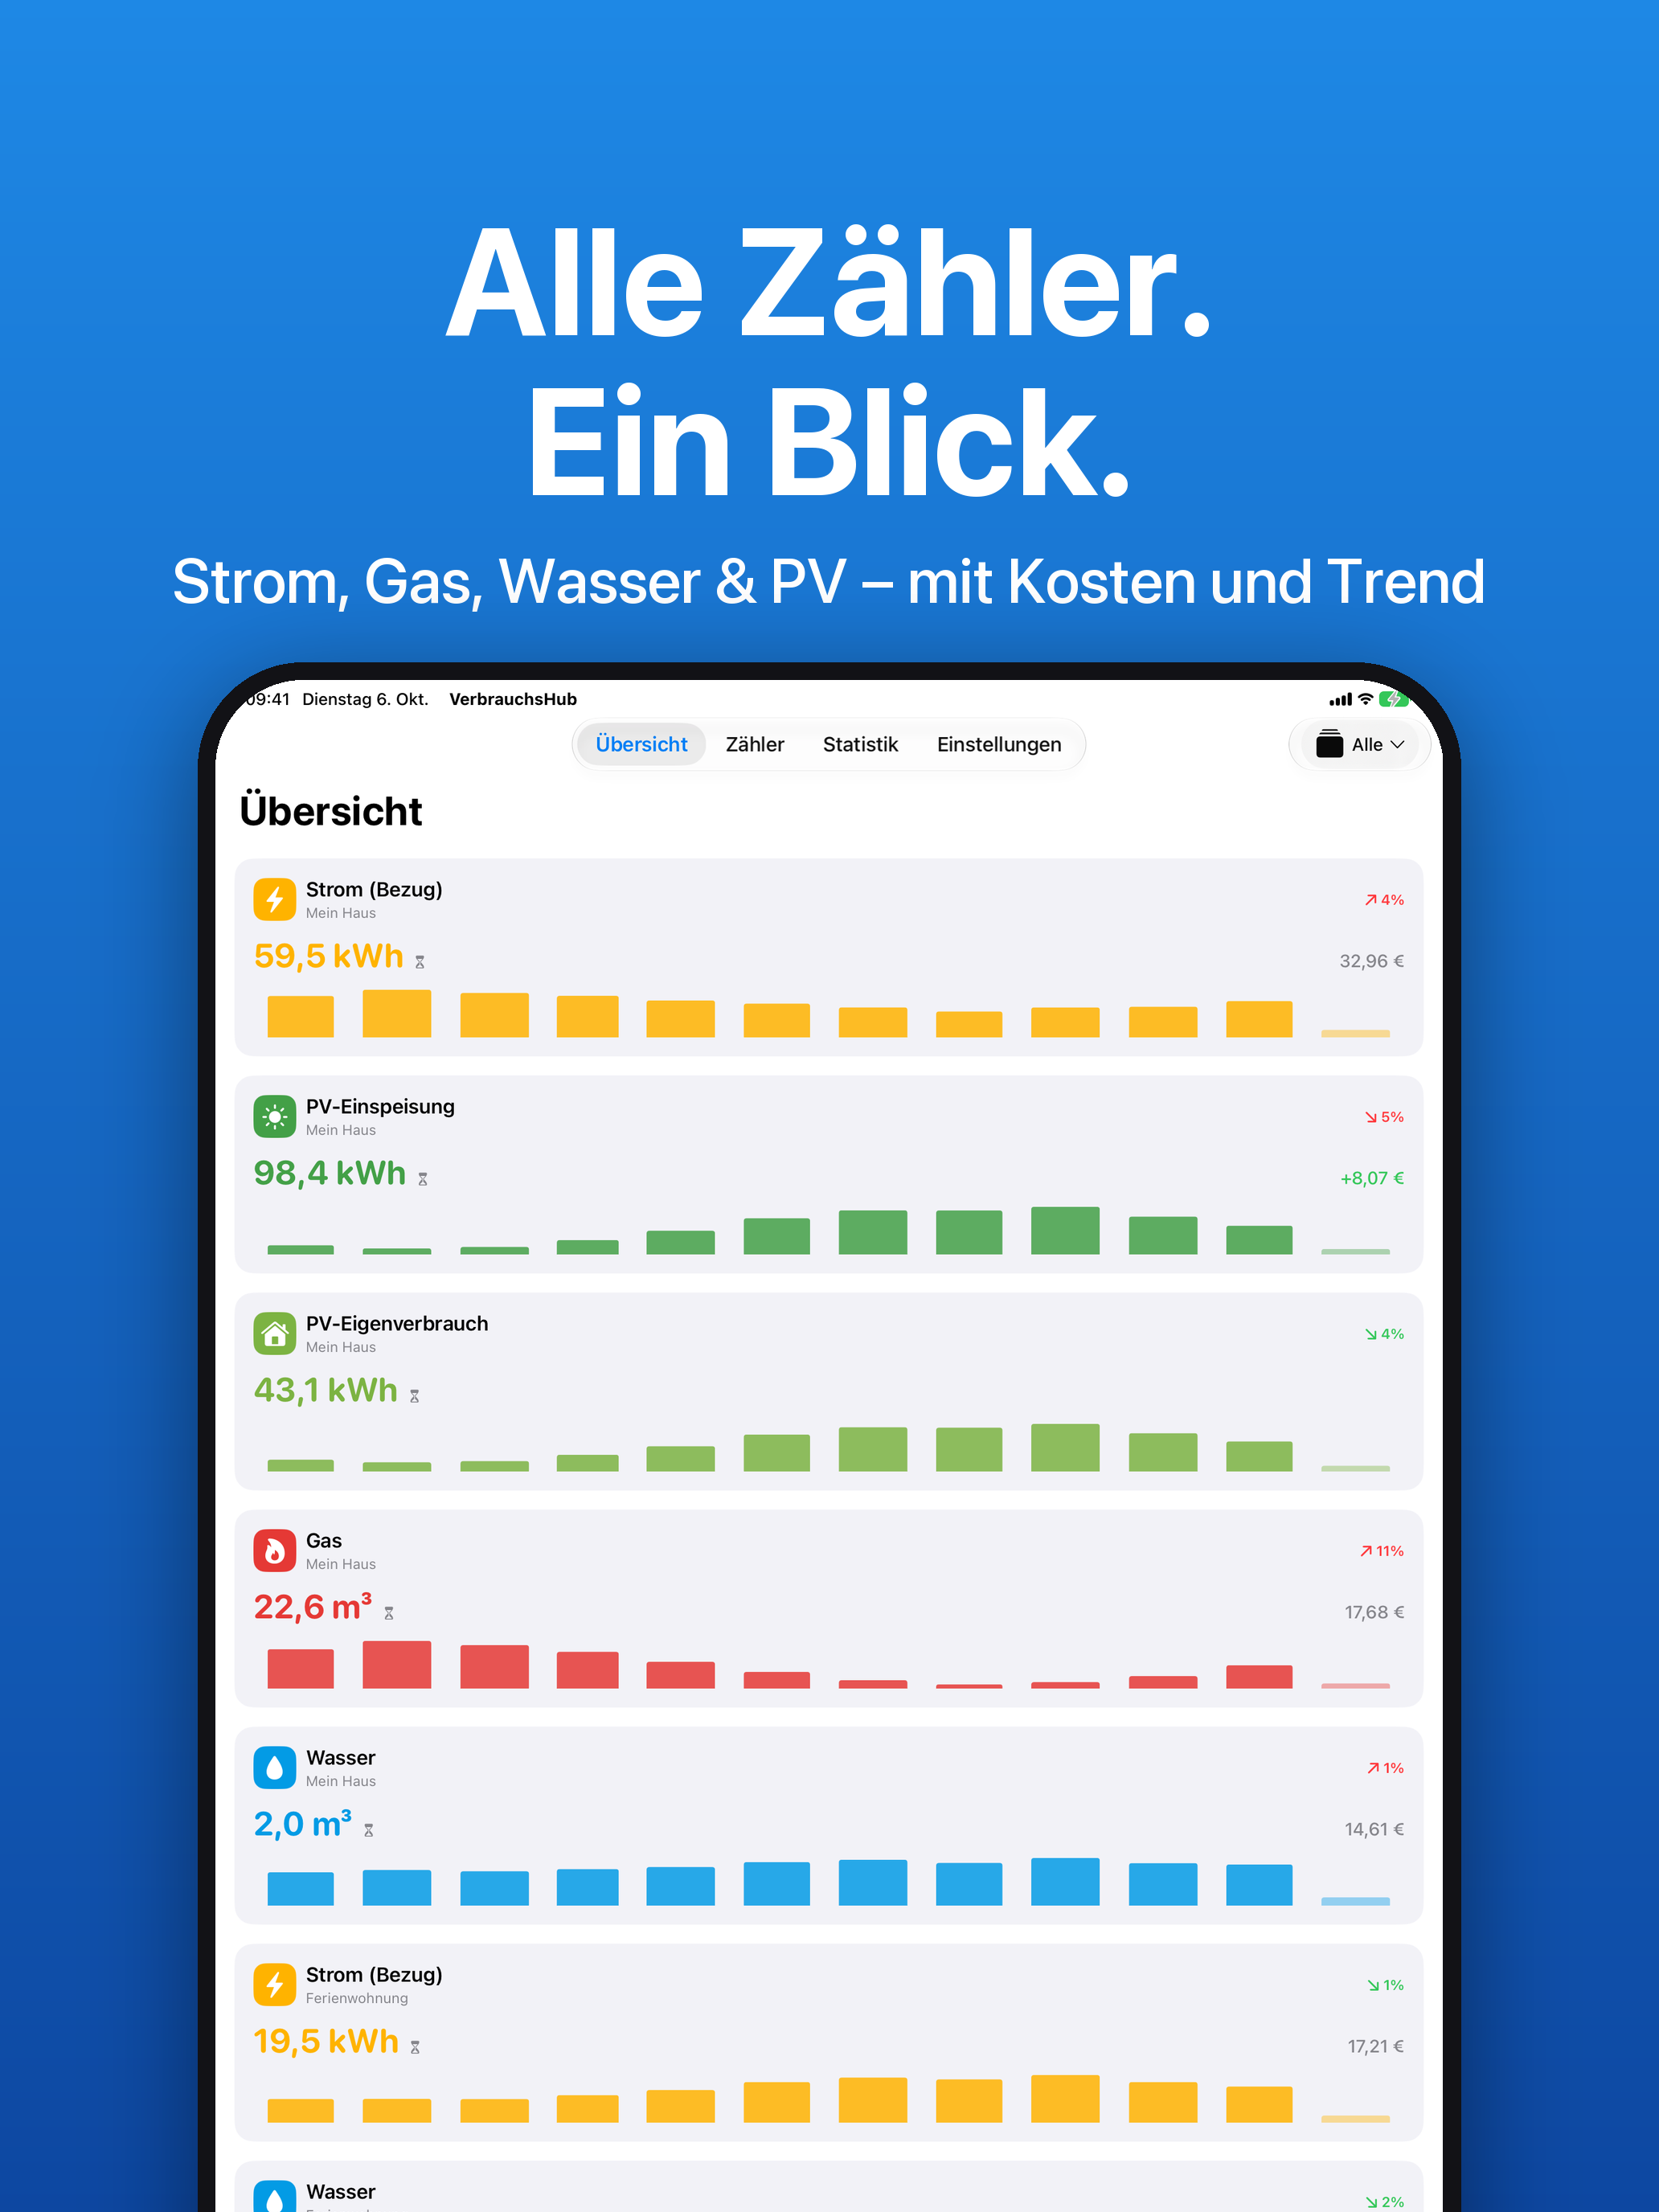 Alle Zähler.
Ein Blick.
Strom, Gas, Wasser & PV – mit Kosten und Trend
09:41 Dienstag 6. Okt. VerbrauchsHub
Übersicht Zähler Statistik Einstellungen Alle
Übersicht
Strom (Bezug)
Mein Haus
4%
59,5 kWh
32,96 €
PV-Einspeisung
Mein Haus
5%
98,4 kWh
+8,07 €
PV-Eigenverbrauch
Mein Haus
4%
43,1 kWh
Gas
Mein Haus
11%
22,6 m³
17,68 €
Wasser
Mein Haus
1%
2,0 m³
14,61 €
Strom (Bezug)
Ferienwohnung
1%
19,5 kWh
17,21 €
Wasser
2%